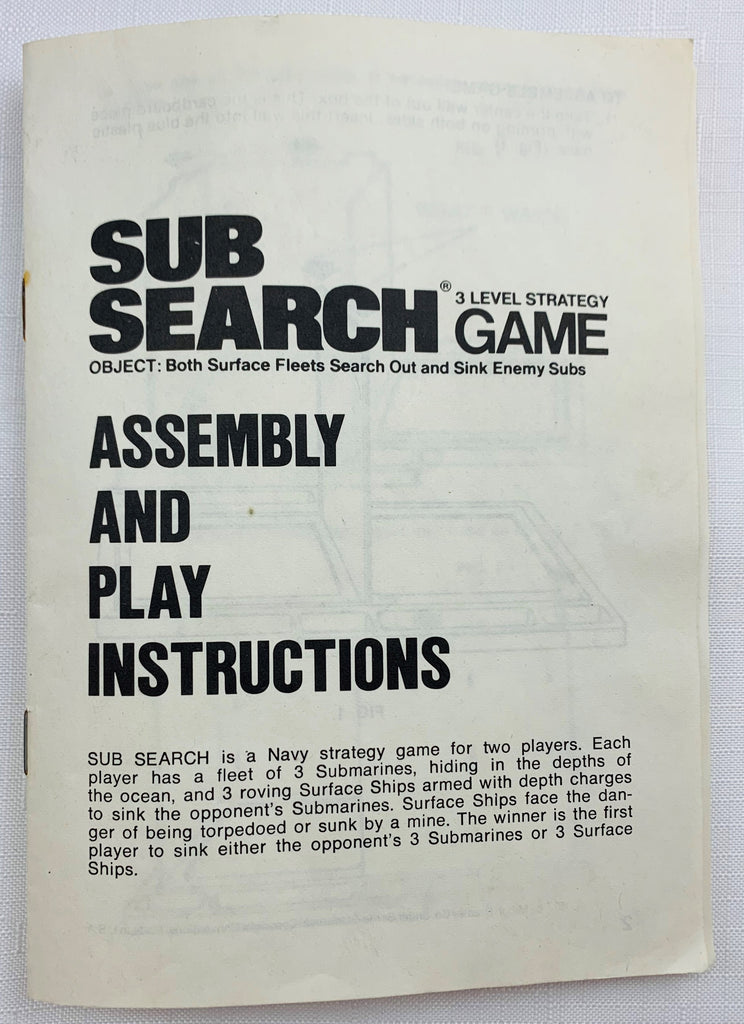 SUB
SEARCH® 3 LEVEL STRATEGY
GAME
OBJECT: Both Surface Fleets Search Out and Sink Enemy Subs
ASSEMBLY
AND
PLAY
INSTRUCTIONS
SUB SEARCH is a Navy strategy game for two players. Each
player has a fleet of 3 Submarines, hiding in the depths of
the ocean, and 3 roving Surface Ships armed with depth charges
to sink the opponent's Submarines. Surface Ships face the dan-
ger of being torpedoed or sunk by a mine. The winner is the first
player to sink either the opponent's 3 Submarines or 3 Surface
Ships.